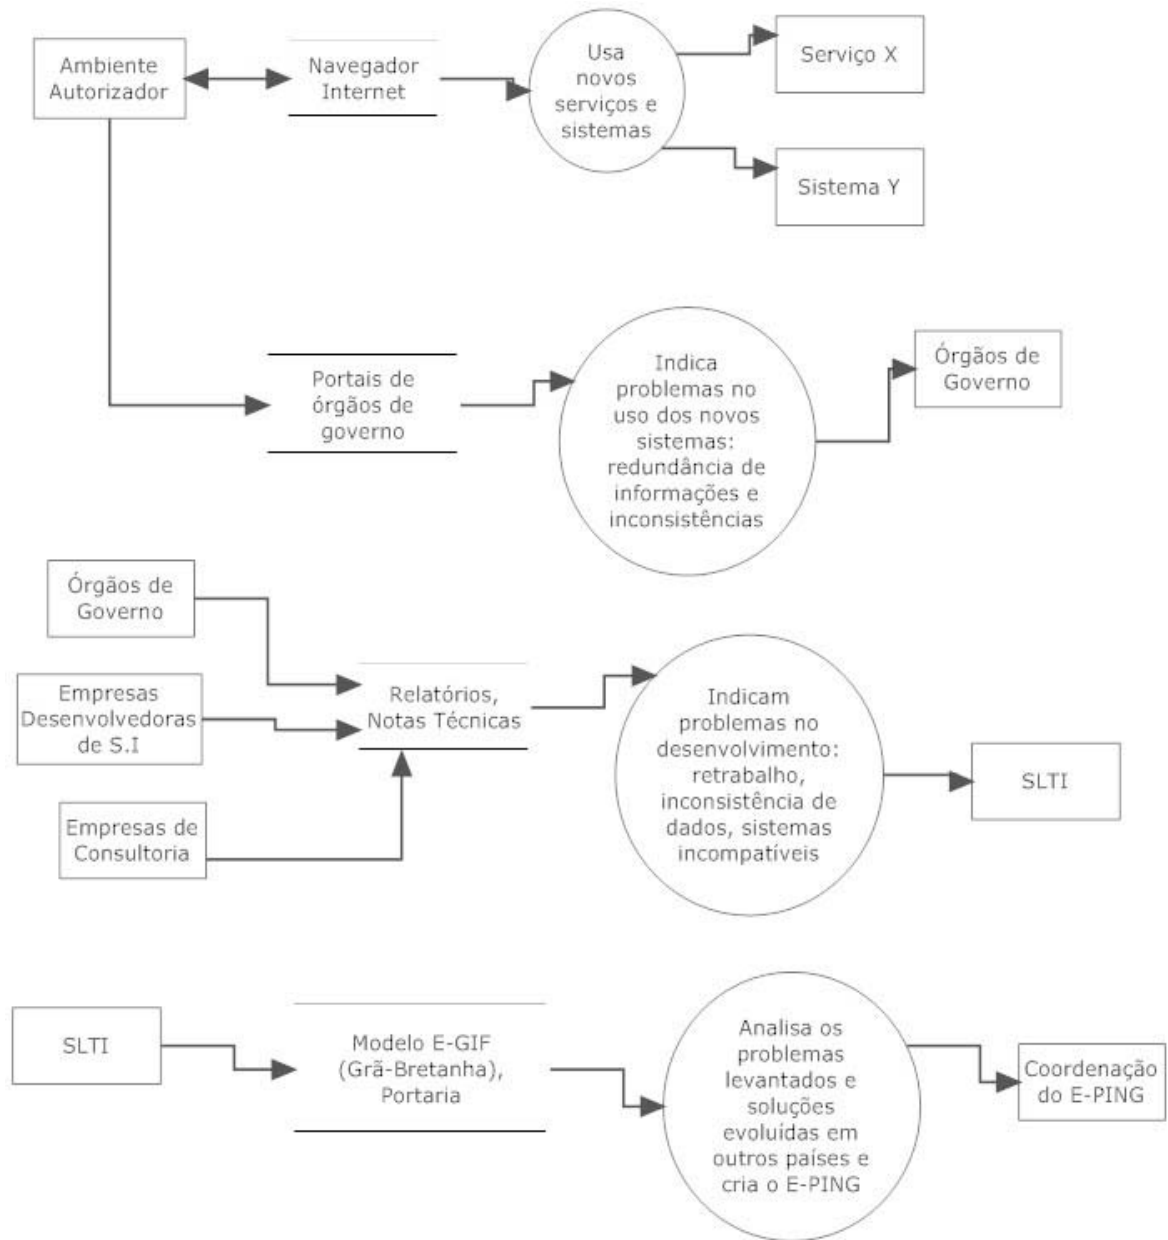 Ambiente
Autorizador
Navegador
Internet
Usa
novos
serviços e
sistemas
Serviço X
Sistema Y
Portais de
órgãos de
governo
Indica
problemas no
uso dos novos
sistemas:
redundância de
informações e
inconsistências
Órgãos de
Governo
Órgãos de
Governo
Empresas
Desenvolvedoras
de S.I
Empresas de
Consultoria
Relatórios,
Notas Técnicas
Indicam
problemas no
desenvolvimento:
retrabalho,
inconsistência de
dados, sistemas
incompatíveis
SLTI
SLTI
Modelo E-GIF
(Grã-Bretanha),
Portaria
Analisa os
problemas
levantados e
soluções
evoluídas em
outros países e
cria o E-PING
Coordenação
do E-PING